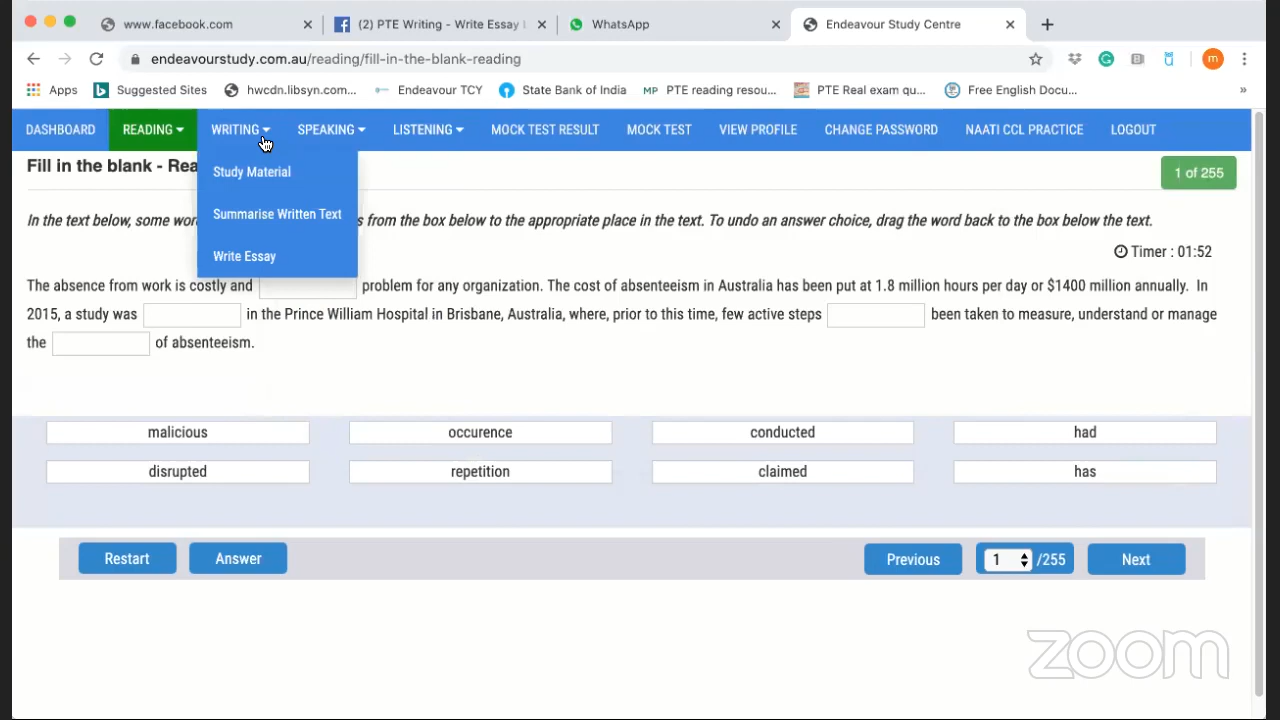 www.facebook.com
(2) PTE Writing - Write Essay
WhatsApp
Endeavour Study Centre
endeavourstudy.com.au/reading/fill-in-the-blank-reading
m
Apps
Suggested Sites
hwcdn.libsyn.com...
Endeavour TCY
State Bank of India
MP PTE reading resou...
PTE Real exam qu...
Free English Docu...
»
DASHBOARD READING WRITING SPEAKING LISTENING MOCK TEST RESULT MOCK TEST VIEW PROFILE CHANGE PASSWORD NAATI CCL PRACTICE LOGOUT
Study Material
Summarise Written Text
Write Essay
Fill in the blank - Rea
1 of 255
In the text below, some wor s from the box below to the appropriate place in the text. To undo an answer choice, drag the word back to the box below the text.
Timer : 01:52
The absence from work is costly and problem for any organization. The cost of absenteeism in Australia has been put at 1.8 million hours per day or $1400 million annually. In
2015, a study was in the Prince William Hospital in Brisbane, Australia, where, prior to this time, few active steps been taken to measure, understand or manage
the of absenteeism.
malicious occurence conducted had
disrupted repetition claimed has
Restart Answer Previous 1 /255 Next
zoom